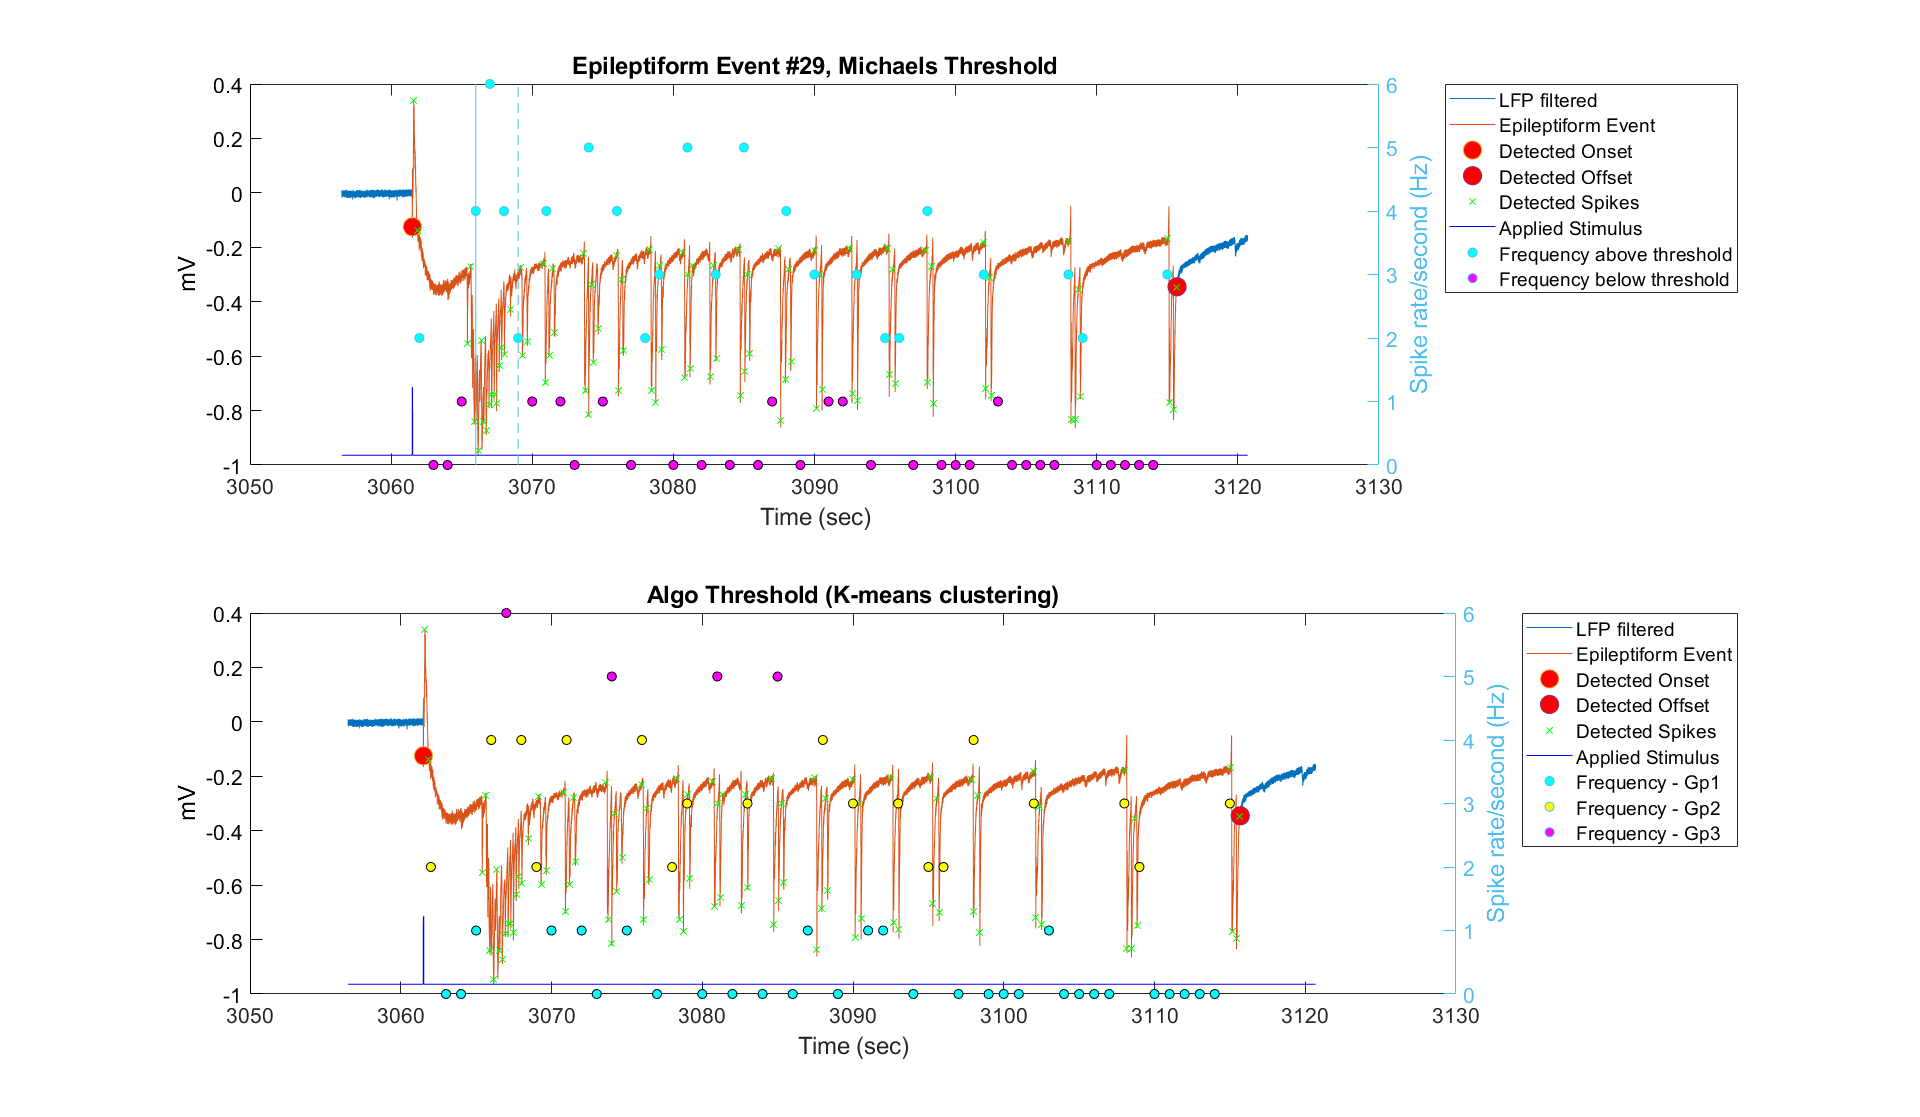 Epileptiform Event #29, Michaels Threshold
0.4
0.2
0
-0.2
-0.4
-0.6
-0.8
-1
mV
6
5
4
3
2
1
0
Spike rate/second (Hz)
3050 3060 3070 3080 3090 3100 3110 3120 3130
Time (sec)
LFP filtered
Epileptiform Event
Detected Onset
Detected Offset
Detected Spikes
Applied Stimulus
Frequency above threshold
Frequency below threshold
Algo Threshold (K-means clustering)
0.4
0.2
0
-0.2
-0.4
-0.6
-0.8
-1
mV
6
5
4
3
2
1
0
Spike rate/second (Hz)
3050 3060 3070 3080 3090 3100 3110 3120 3130
Time (sec)
LFP filtered
Epileptiform Event
Detected Onset
Detected Offset
Detected Spikes
Applied Stimulus
Frequency - Gp1
Frequency - Gp2
Frequency - Gp3